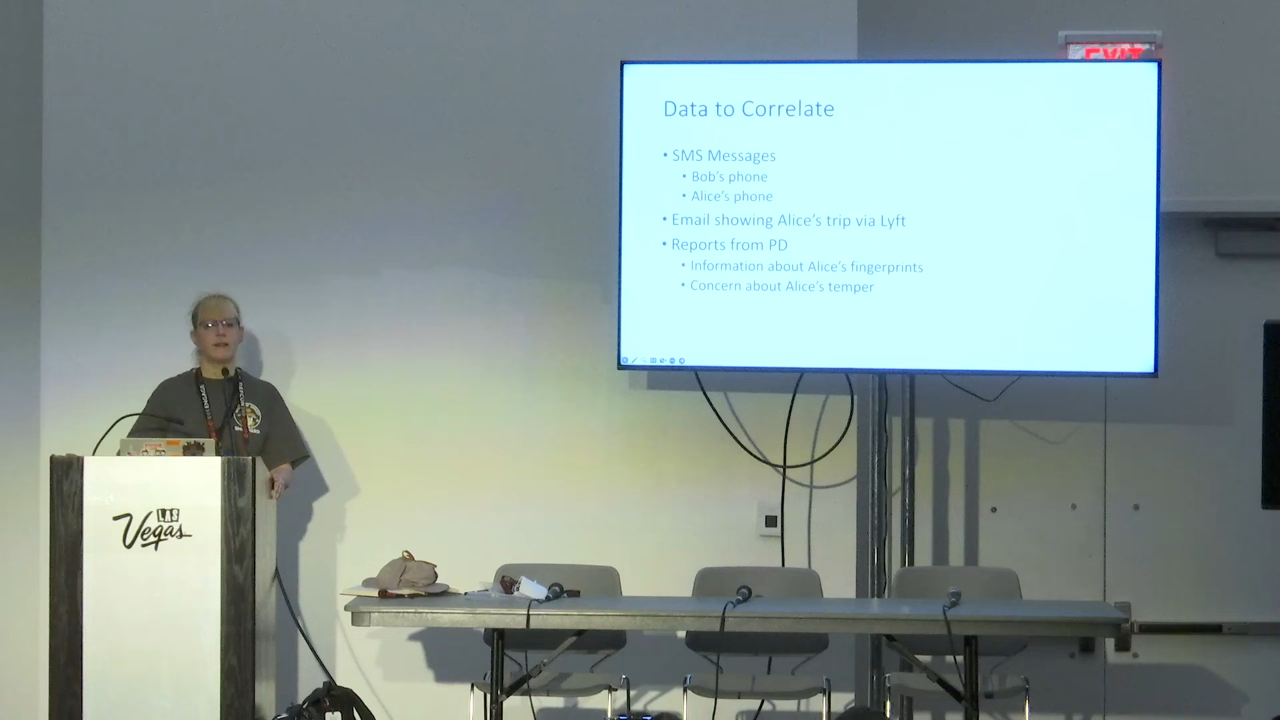 EXIT
Data to Correlate
• SMS Messages
• Bob's phone
• Alice's phone
• Email showing Alice's trip via Lyft
• Reports from PD
• Information about Alice's fingerprints
• Concern about Alice's temper
LAS
Vegas